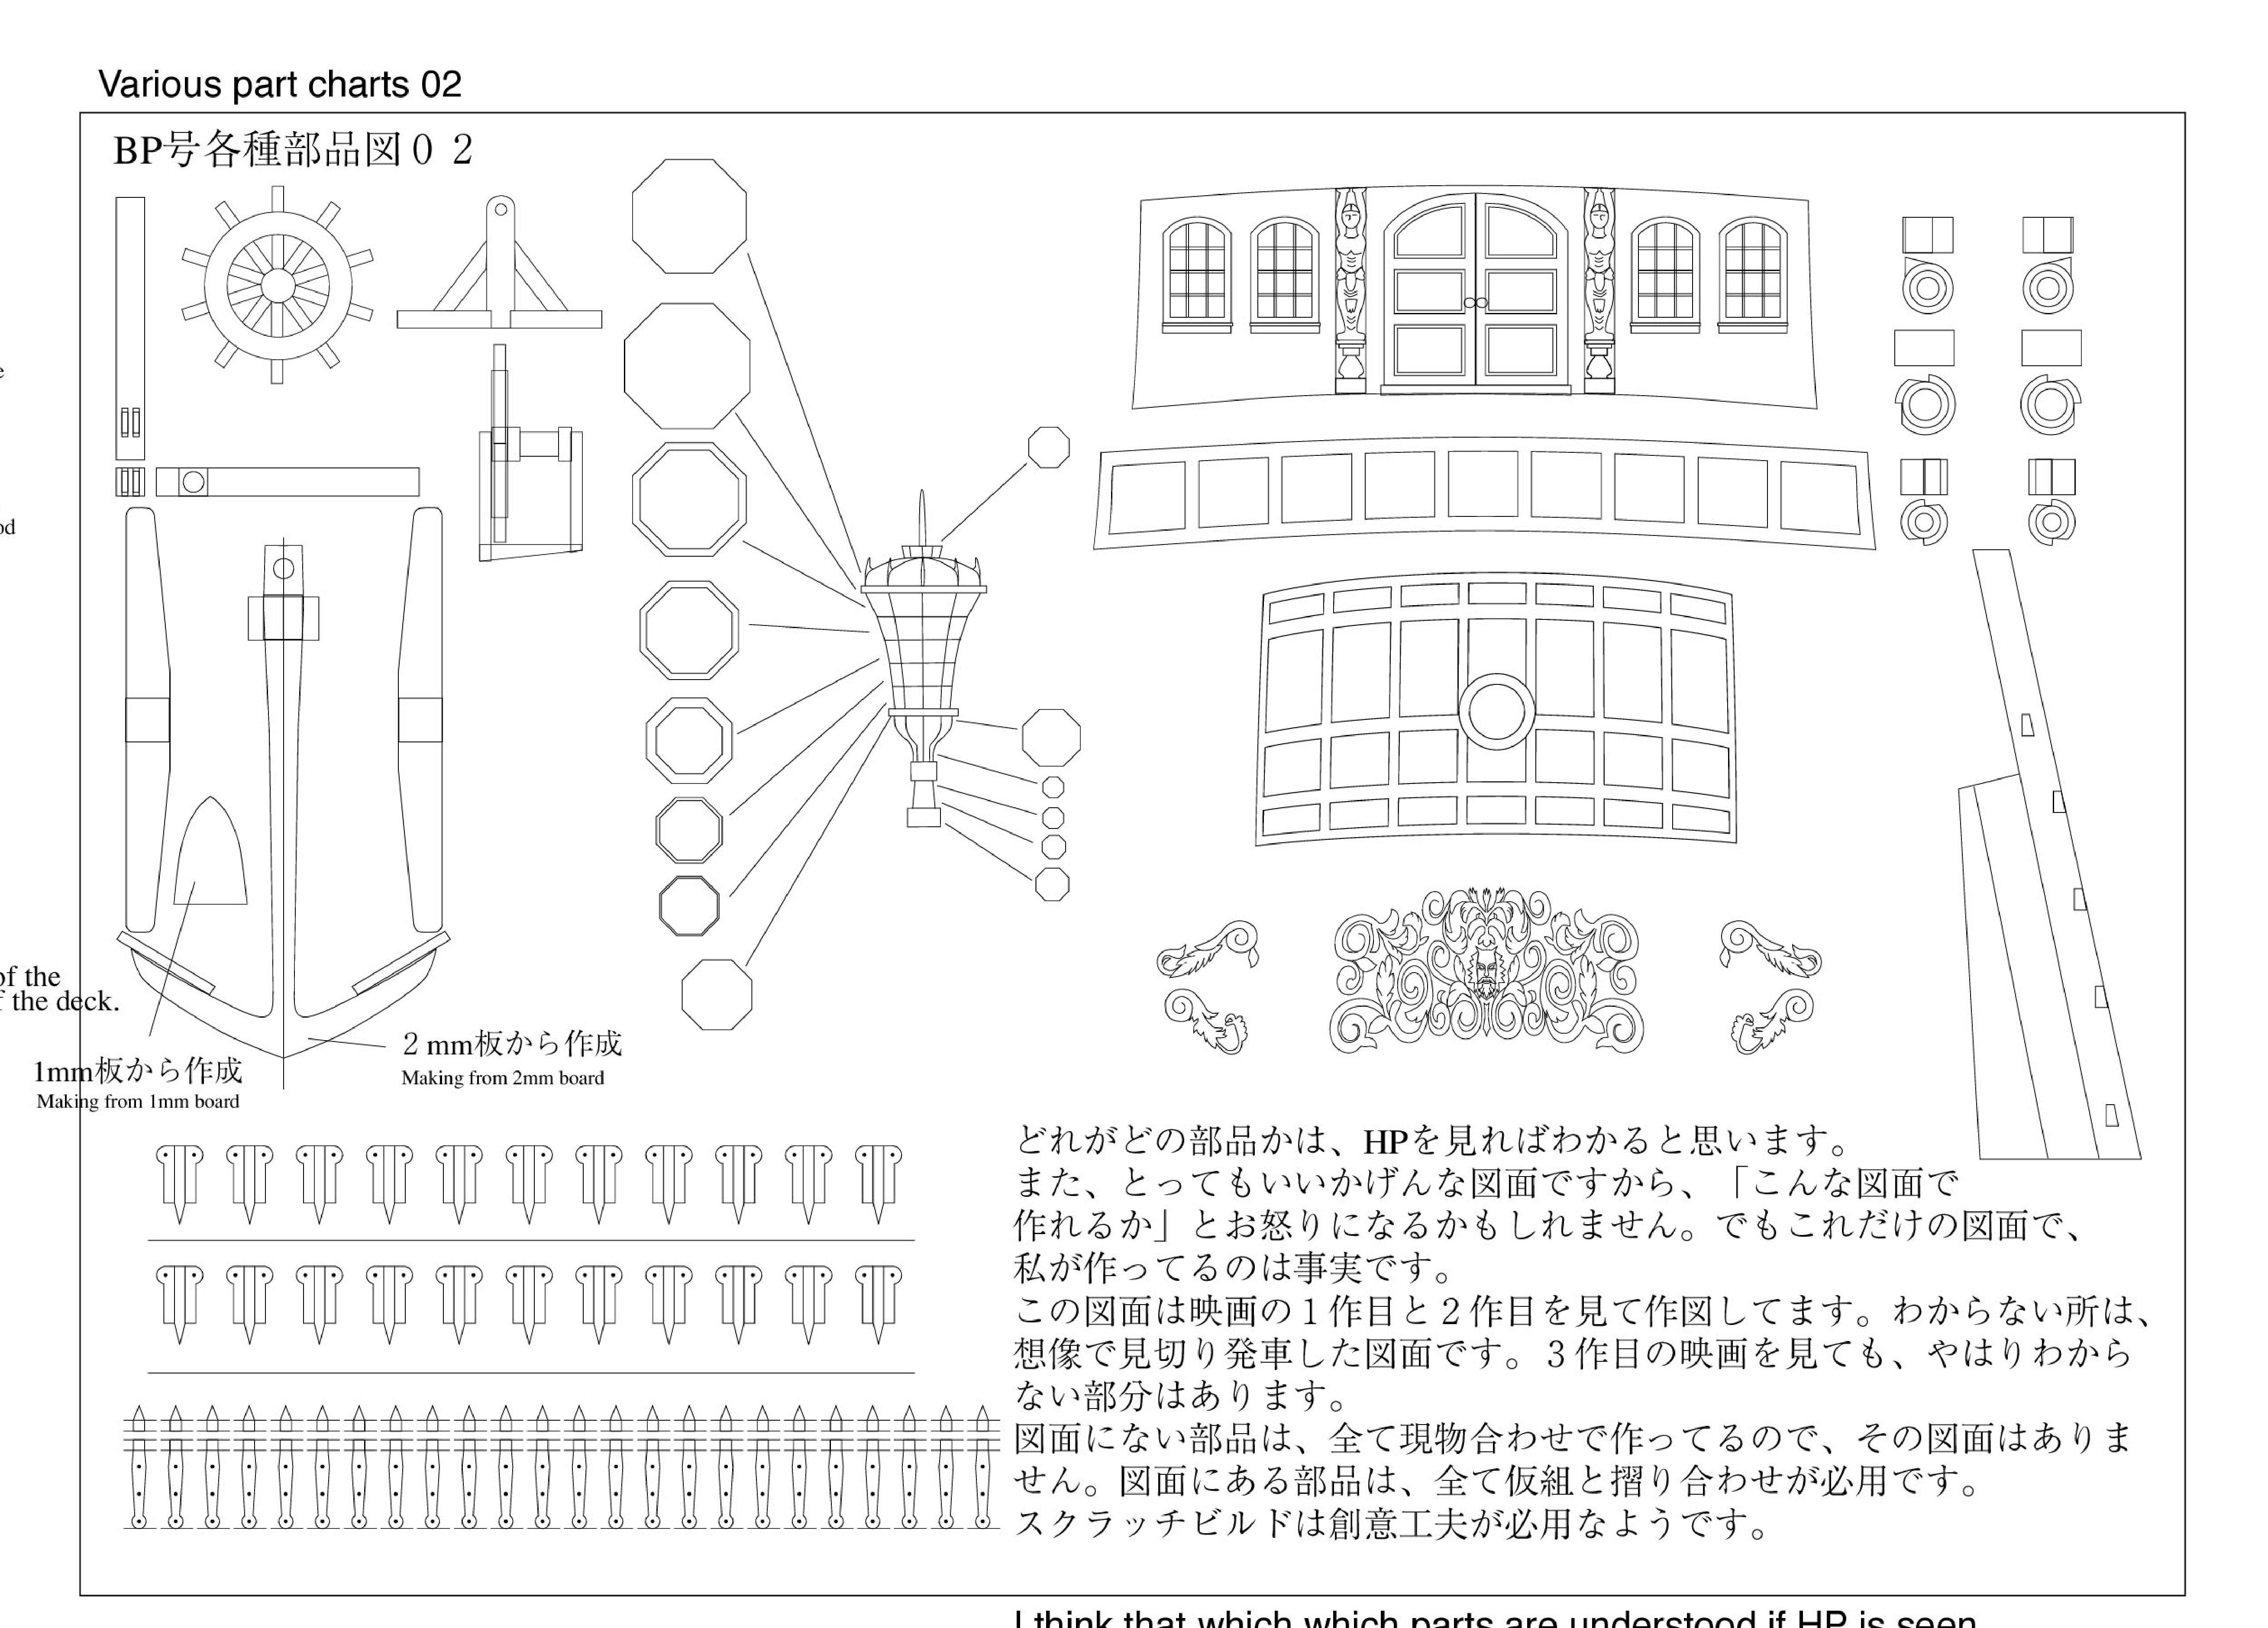 Various part charts 02
BP号各種部品図０２
e
od
of the
f the deck.
２mm板から作成
Making from 2mm board
1mm板から作成
Making from 1mm board
どれがどの部品かは、HPを見ればわかると思います。
また、とってもいいかげんな図面ですから、「こんな図面で
作れるか」とお怒りになるかもしれません。でもこれだけの図面で、
私が作ってるのは事実です。
この図面は映画の１作目と２作目を見て作図してます。わからない所は、
想像で見切り発車した図面です。３作目の映画を見ても、やはりわから
ない部分はあります。
図面にない部品は、全て現物合わせで作ってるので、その図面はありま
せん。図面にある部品は、全て仮組と摺り合わせが必用です。
スクラッチビルドは創意工夫が必用なようです。
I think that which which parts are understood if HP is seen